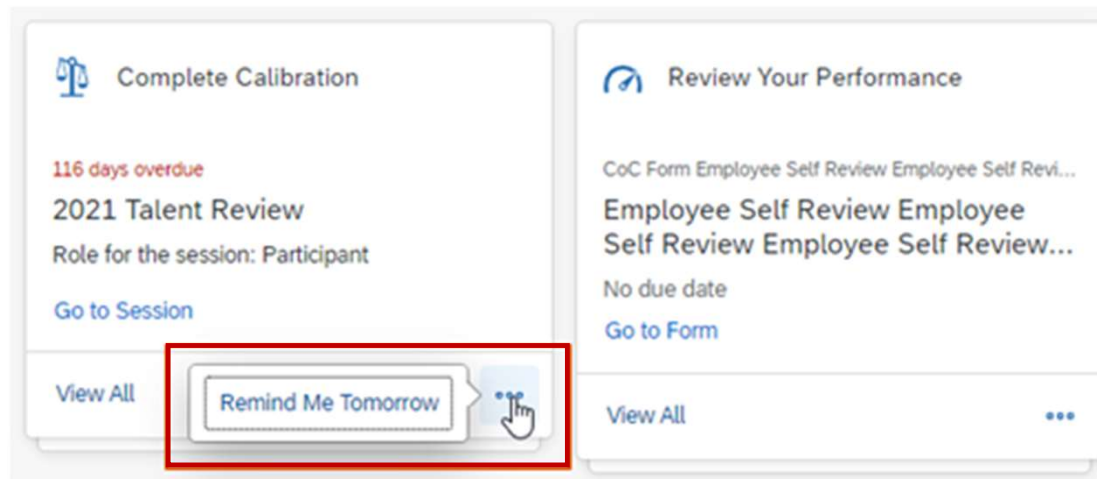 Complete Calibration
116 days overdue
2021 Talent Review
Role for the session: Participant
Go to Session
View All
Remind Me Tomorrow
Review Your Performance
CoC Form Employee Self Review Employee Self Revi...
Employee Self Review Employee
Self Review Employee Self Review...
No due date
Go to Form
View All